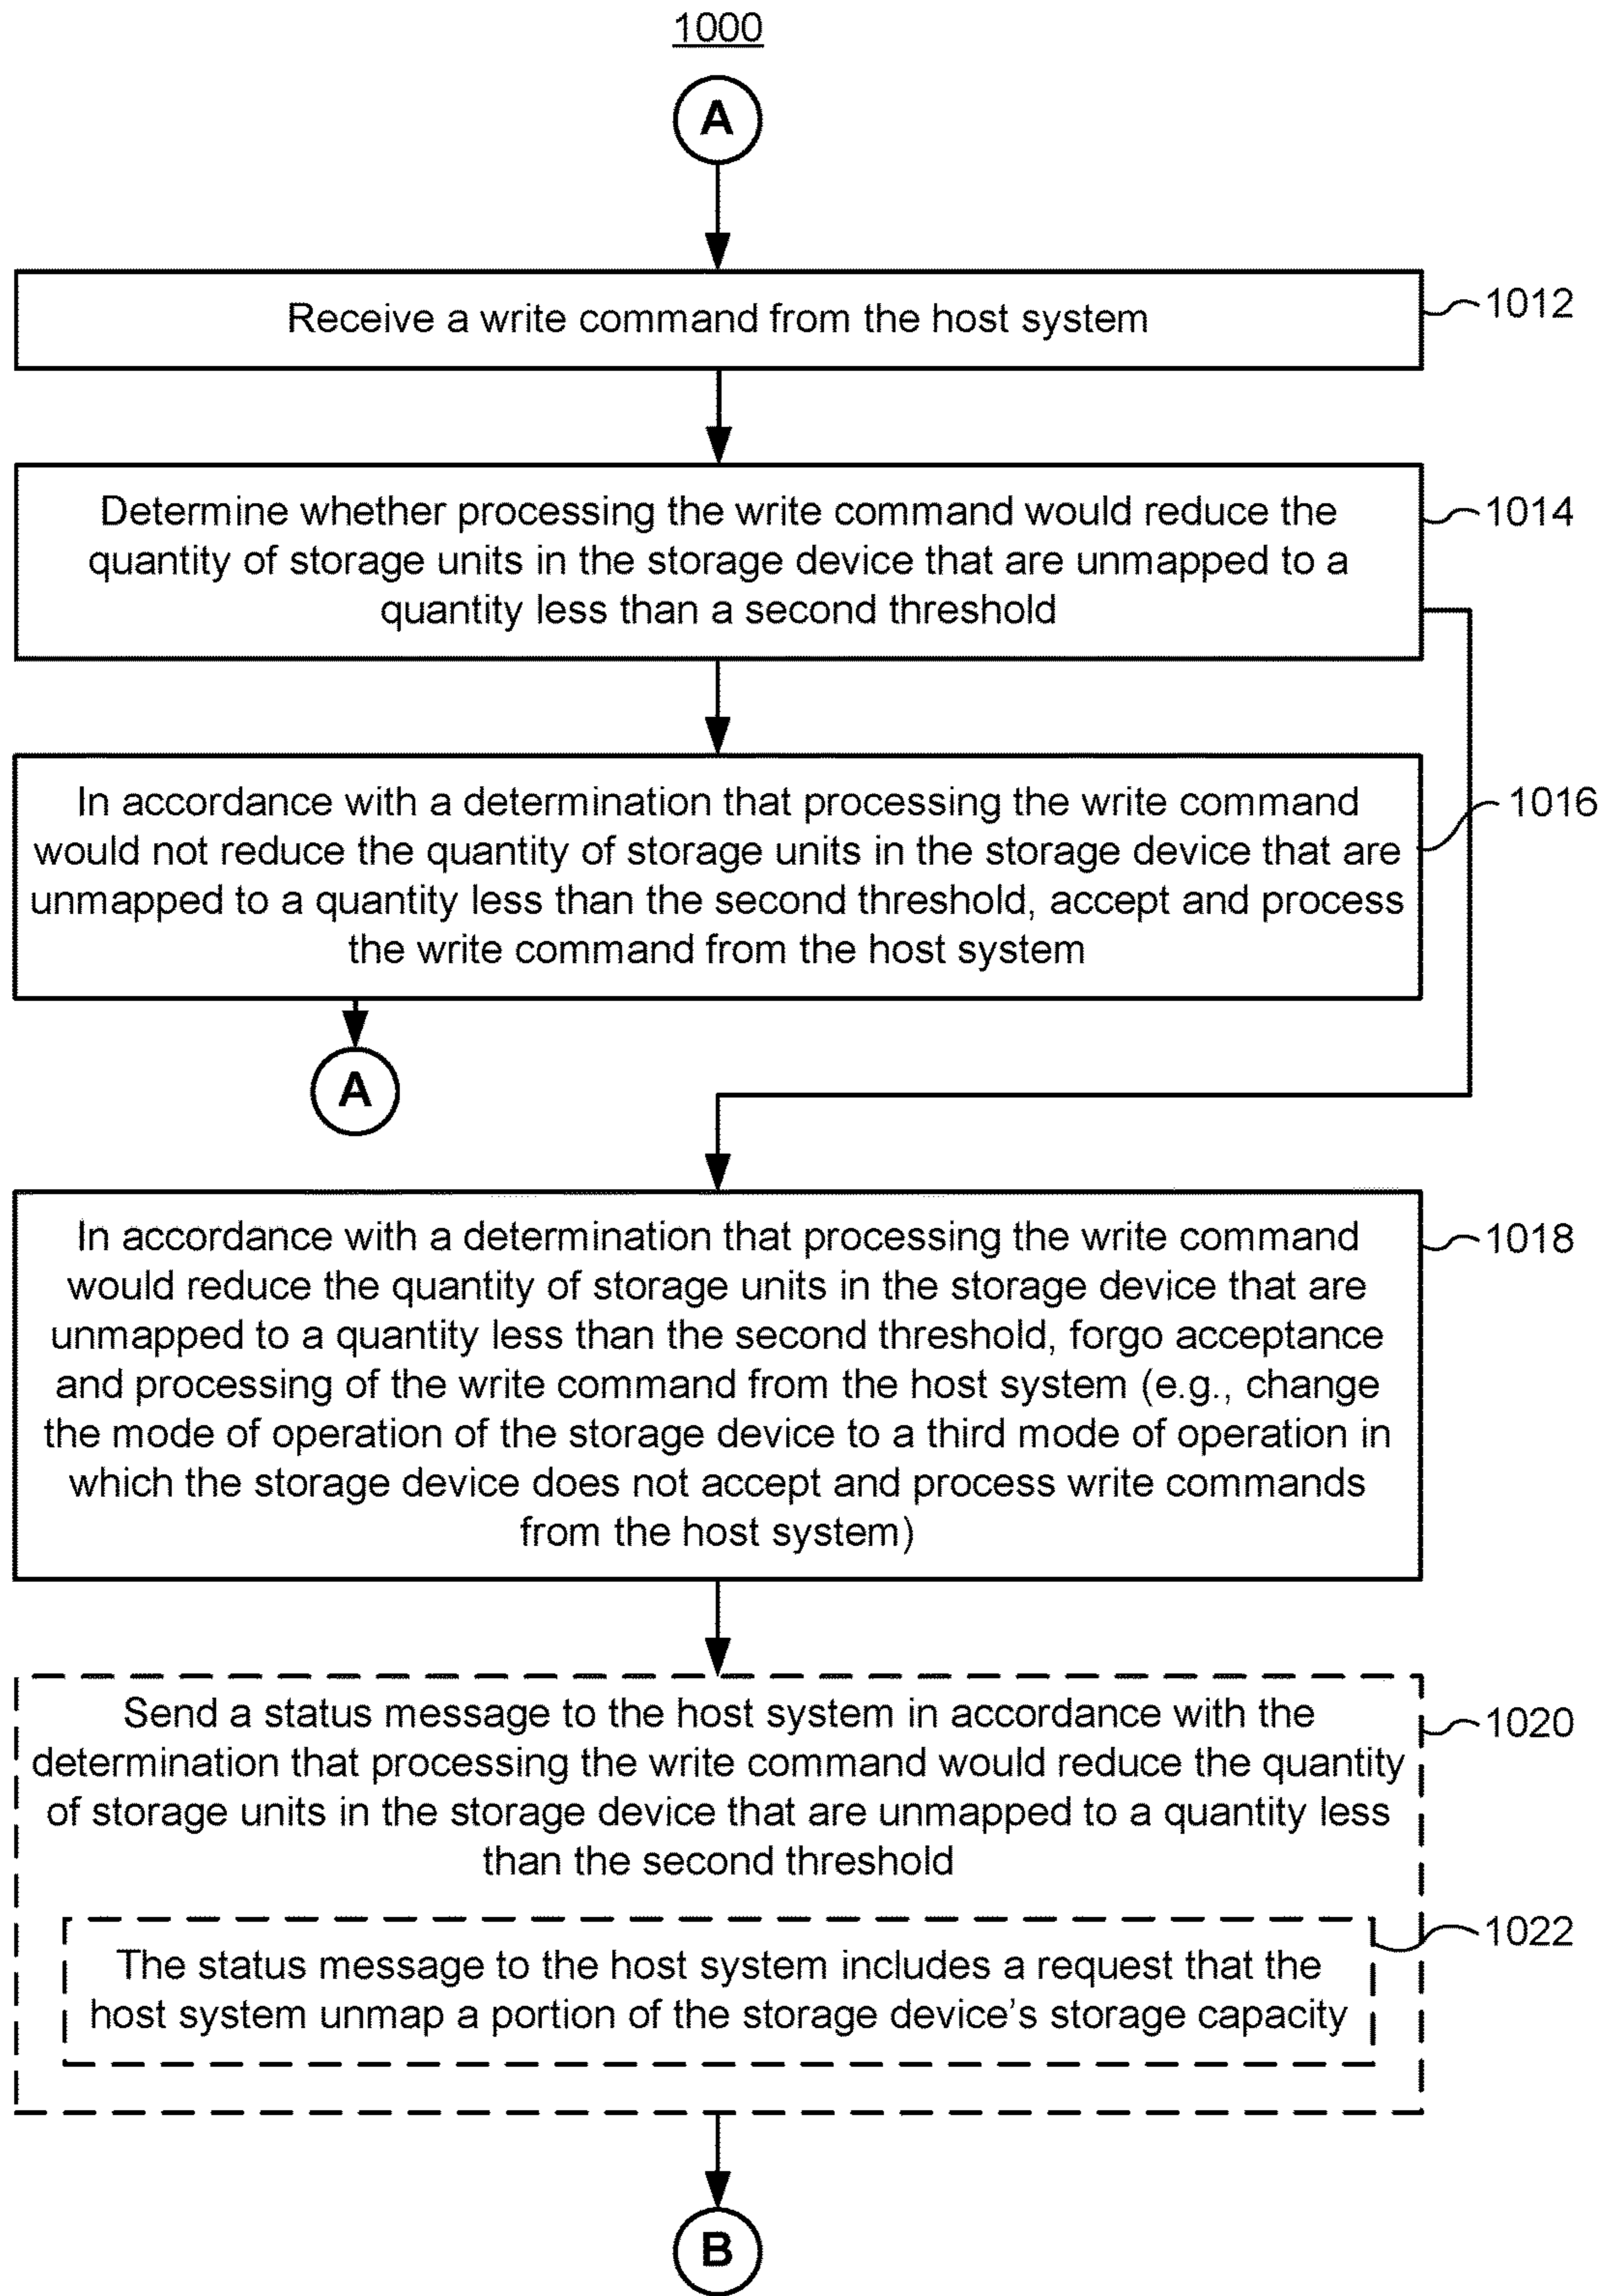 1000
A
Receive a write command from the host system
1012
Determine whether processing the write command would reduce the
quantity of storage units in the storage device that are unmapped to a
quantity less than a second threshold
1014
In accordance with a determination that processing the write command
would not reduce the quantity of storage units in the storage device that are
unmapped to a quantity less than the second threshold, accept and process
the write command from the host system
1016
A
In accordance with a determination that processing the write command
would reduce the quantity of storage units in the storage device that are
unmapped to a quantity less than the second threshold, forgo acceptance
and processing of the write command from the host system (e.g., change
the mode of operation of the storage device to a third mode of operation in
which the storage device does not accept and process write commands
from the host system)
1018
Send a status message to the host system in accordance with the
determination that processing the write command would reduce the quantity
of storage units in the storage device that are unmapped to a quantity less
than the second threshold
1020
The status message to the host system includes a request that the
host system unmap a portion of the storage device's storage capacity
1022
B